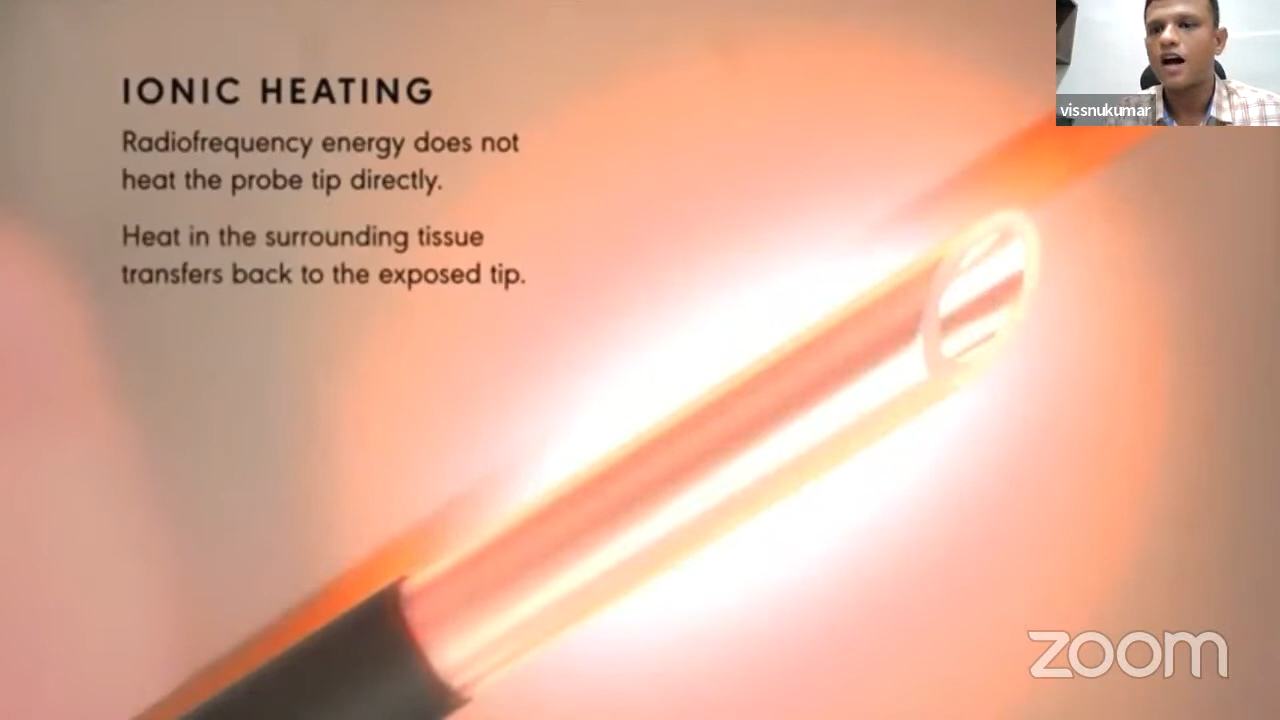 IONIC HEATING
Radiofrequency energy does not
heat the probe tip directly.
Heat in the surrounding tissue
transfers back to the exposed tip.
vissnukumar
zoom